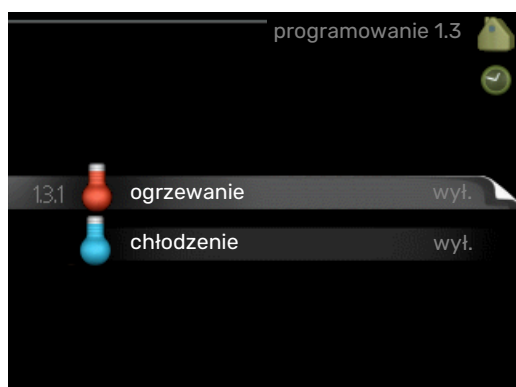 programowanie 1.3
1.3.1 ogrzewanie wył.
chłodzenie wył.